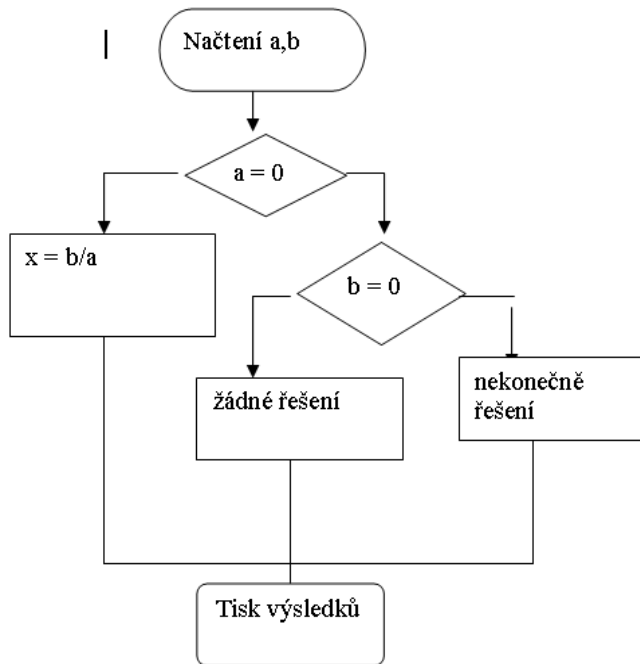 Načtení a,b
a = 0
x = b/a
b = 0
žádné řešení
nekonečně
řešení
Tisk výsledků